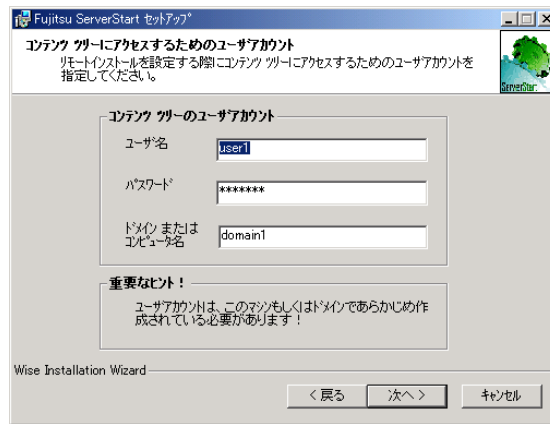 Fujitsu ServerStart セットアップ
コンテンツ ツリーにアクセスするためのユーザアカウント
リモートインストールを設定する際にコンテンツ ツリーにアクセスするためのユーザアカウントを
指定してください。
ServerStart
コンテンツ ツリーのユーザアカウント
ユーザ名
user1
パスワード
*******
ドメイン または
コンピュータ名
domain1
重要なヒント！
ユーザアカウントは、このマシンもしくはドメインであらかじめ作
成されている必要があります！
Wise Installation Wizard
< 戻る
次へ >
キャンセル